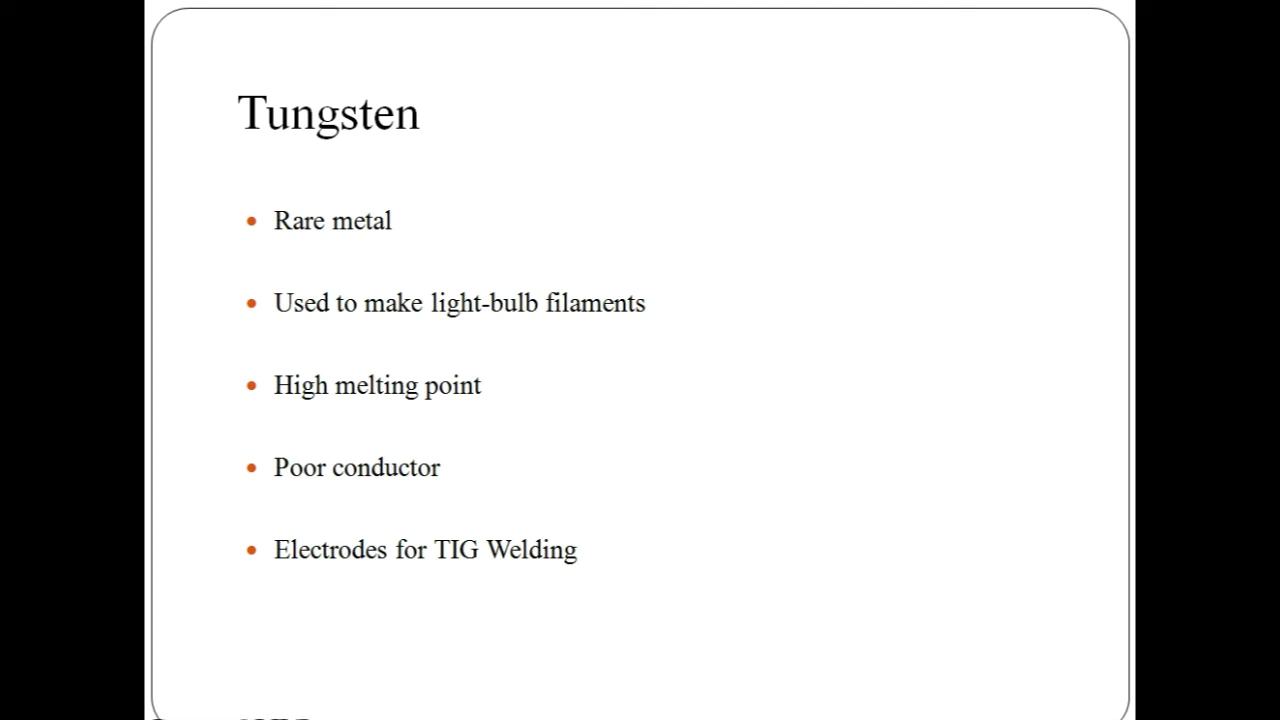 Tungsten
Rare metal
Used to make light-bulb filaments
High melting point
Poor conductor
Electrodes for TIG Welding